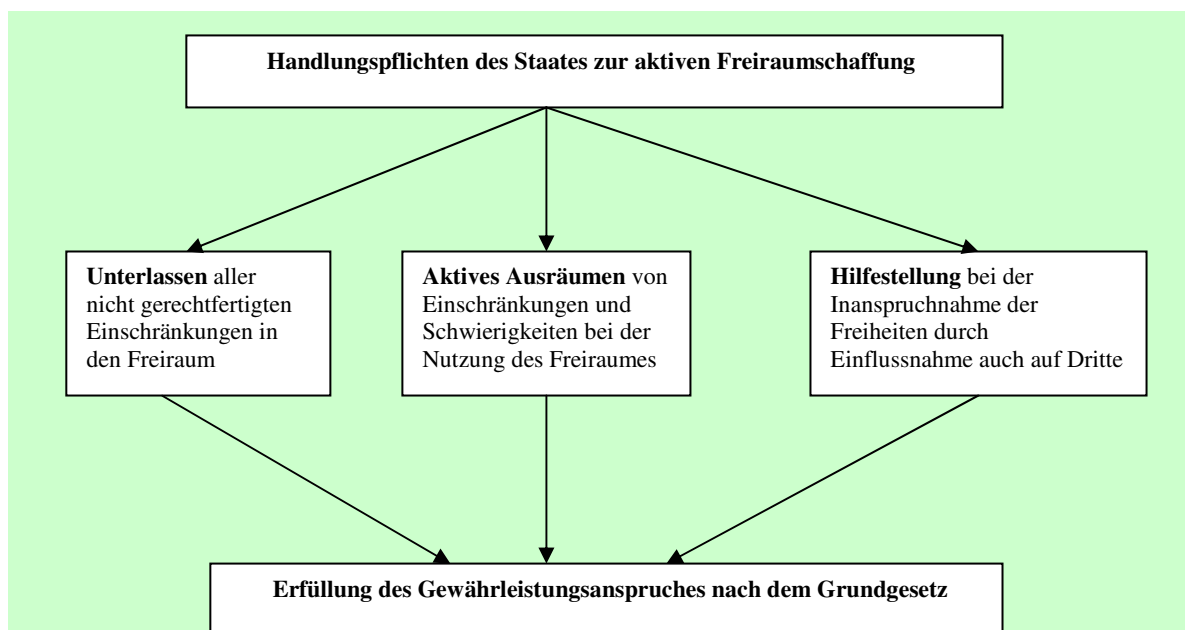 Handlungspflichten des Staates zur aktiven Freiraumschaffung
Unterlassen aller
nicht gerechtfertigten
Einschränkungen in
den Freiraum
Aktives Ausräumen von
Einschränkungen und
Schwierigkeiten bei der
Nutzung des Freiraumes
Hilfestellung bei der
Inanspruchnahme der
Freiheiten durch
Einflussnahme auch auf Dritte
Erfüllung des Gewährleistungsanspruches nach dem Grundgesetz